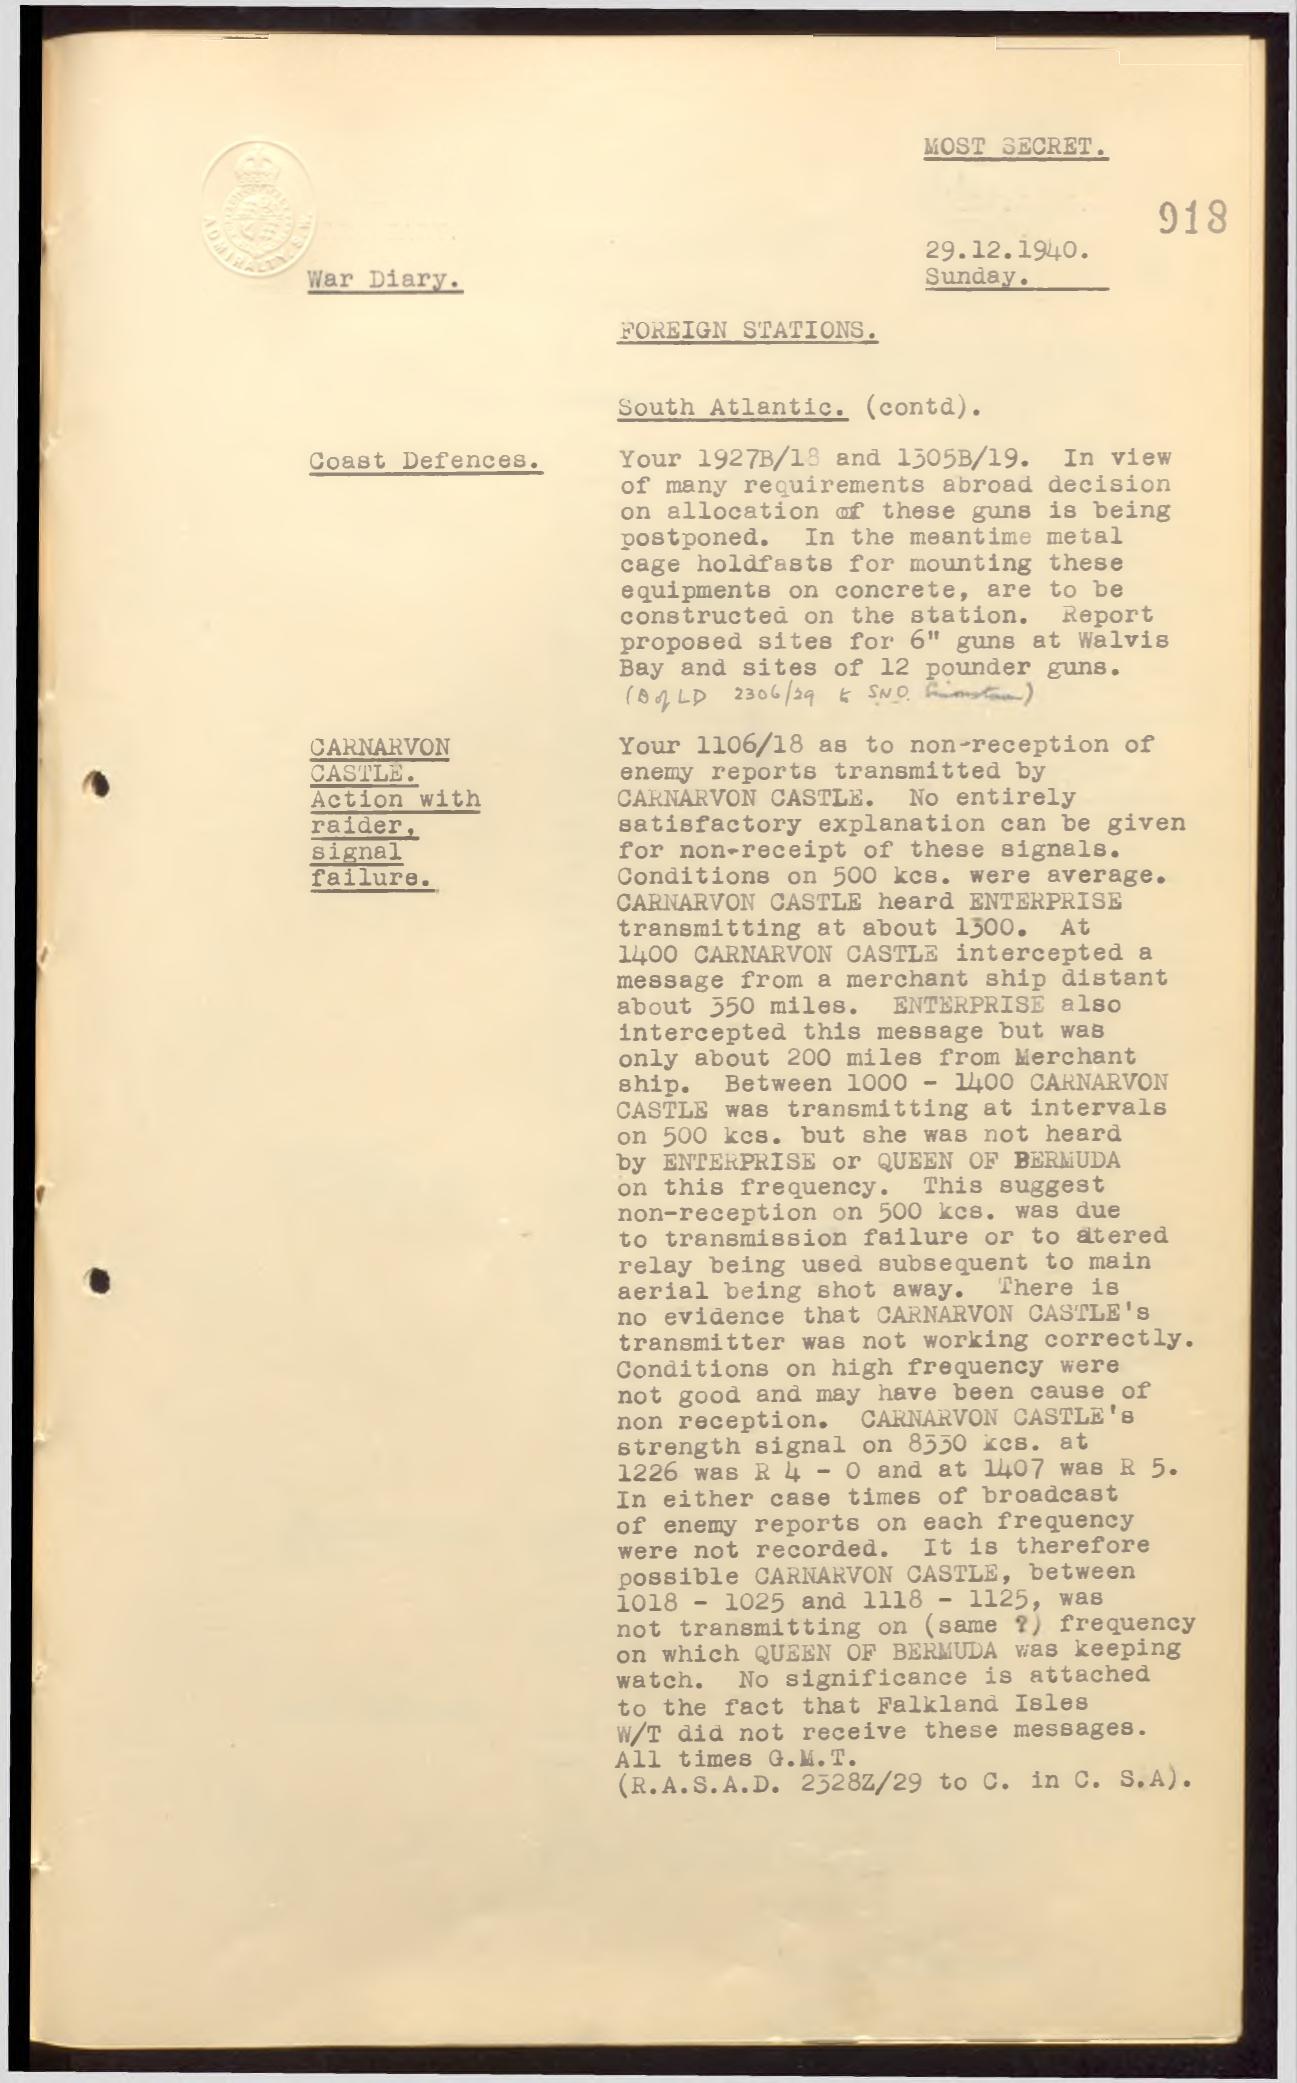 MOST SECRET.
918
ADMIRALTY. S.W.
29.12.1940.
War Diary.
Sunday.
FOREIGN STATIONS.
South Atlantic. (contd).
Coast Defences.
Your 1927B/18 and 1305B/19. In view
of many requirements abroad decision
on allocation of these guns is being
postponed. In the meantime metal
cage holdfasts for mounting these
equipments on concrete, are to be
constructed on the station. Report
proposed sites for 6" guns at Walvis
Bay and sites of 12 pounder guns.
(D of LD 2306/29 to SNO. Simonstown)
CARNARVON
CASTLE.
Action with
raider,
signal
failure.
Your 1106/18 as to non-reception of
enemy reports transmitted by
CARNARVON CASTLE. No entirely
satisfactory explanation can be given
for non-receipt of these signals.
Conditions on 500 kcs. were average.
CARNARVON CASTLE heard ENTERPRISE
transmitting at about 1300. At
1400 CARNARVON CASTLE intercepted a
message from a merchant ship distant
about 350 miles. ENTERPRISE also
intercepted this message but was
only about 200 miles from Merchant
ship. Between 1000 - 1400 CARNARVON
CASTLE was transmitting at intervals
on 500 kcs. but she was not heard
by ENTERPRISE or QUEEN OF BERMUDA
on this frequency. This suggest
non-reception on 500 kcs. was due
to transmission failure or to altered
relay being used subsequent to main
aerial being shot away. There is
no evidence that CARNARVON CASTLE's
transmitter was not working correctly.
Conditions on high frequency were
not good and may have been cause of
non reception. CARNARVON CASTLE's
strength signal on 8330 kcs. at
1226 was R 4 - 0 and at 1407 was R 5.
In either case times of broadcast
of enemy reports on each frequency
were not recorded. It is therefore
possible CARNARVON CASTLE, between
1018 - 1025 and 1118 - 1125, was
not transmitting on (same ?) frequency
on which QUEEN OF BERMUDA was keeping
watch. No significance is attached
to the fact that Falkland Isles
W/T did not receive these messages.
All times G.M.T.
(R.A.S.A.D. 2328Z/29 to C. in C. S.A).